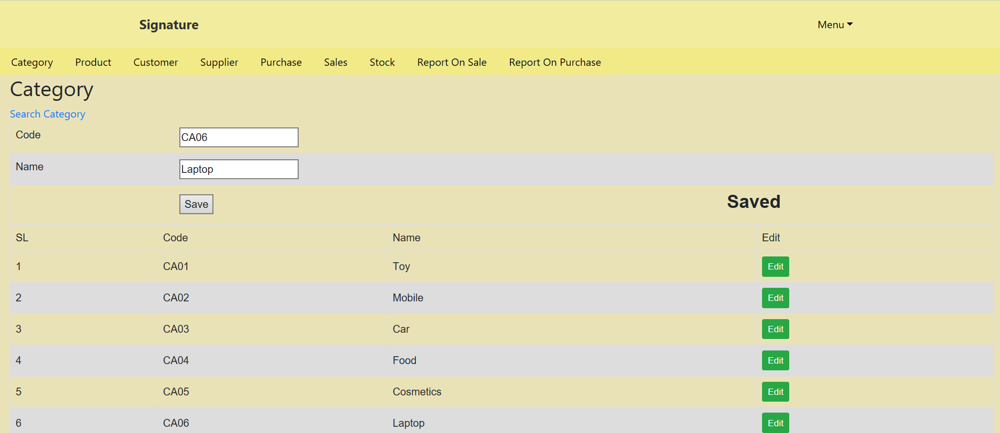 Signature Menu
Category Product Customer Supplier Purchase Sales Stock Report On Sale Report On Purchase
Category
Search Category
Code CA06
Name Laptop
Save Saved
SL Code Name Edit
1 CA01 Toy Edit
2 CA02 Mobile Edit
3 CA03 Car Edit
4 CA04 Food Edit
5 CA05 Cosmetics Edit
6 CA06 Laptop Edit